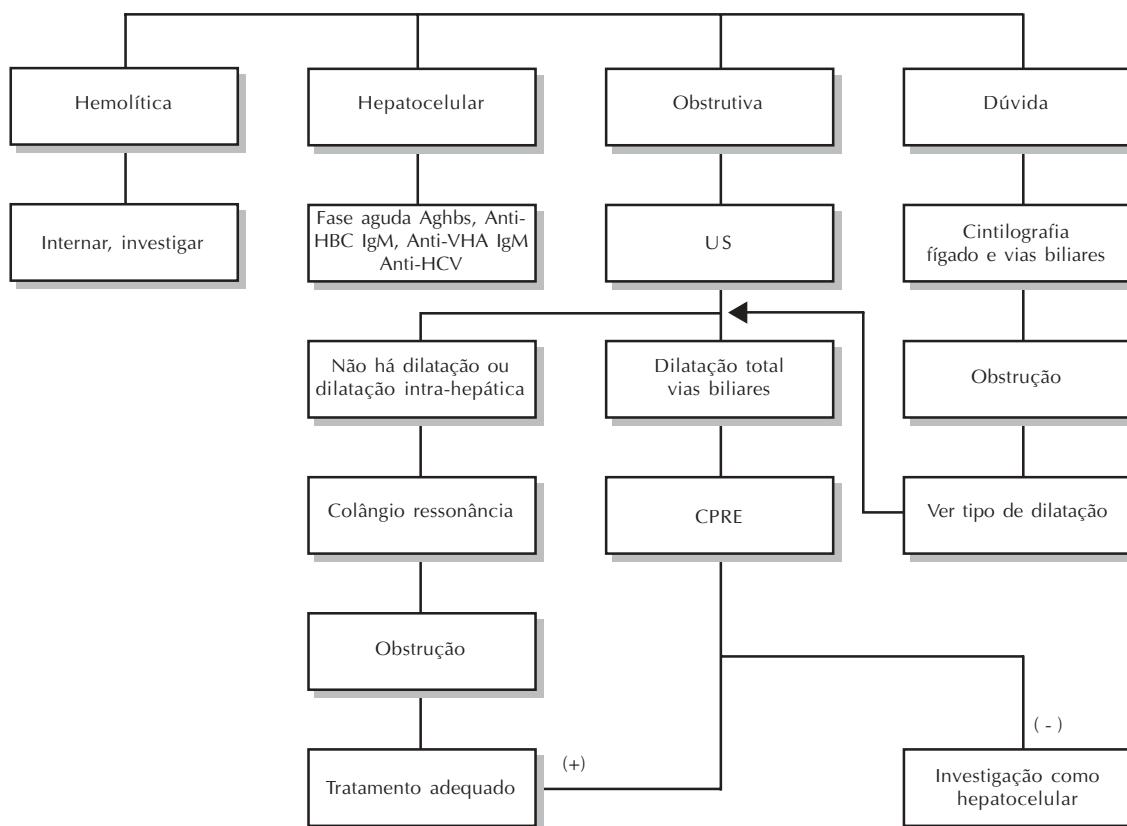 Hemolítica
Hepatocelular
Obstrutiva
Dúvida
Internar, investigar
Fase aguda Aghbs, Anti-
HBC IgM, Anti-VHA IgM
Anti-HCV
US
Cintilografia
fígado e vias biliares
Não há dilatação ou
dilatação intra-hepática
Dilatação total
vias biliares
Obstrução
Colângio ressonância
CPRE
Ver tipo de dilatação
Obstrução
Tratamento adequado
(+)
( - )
Investigação como
hepatocelular